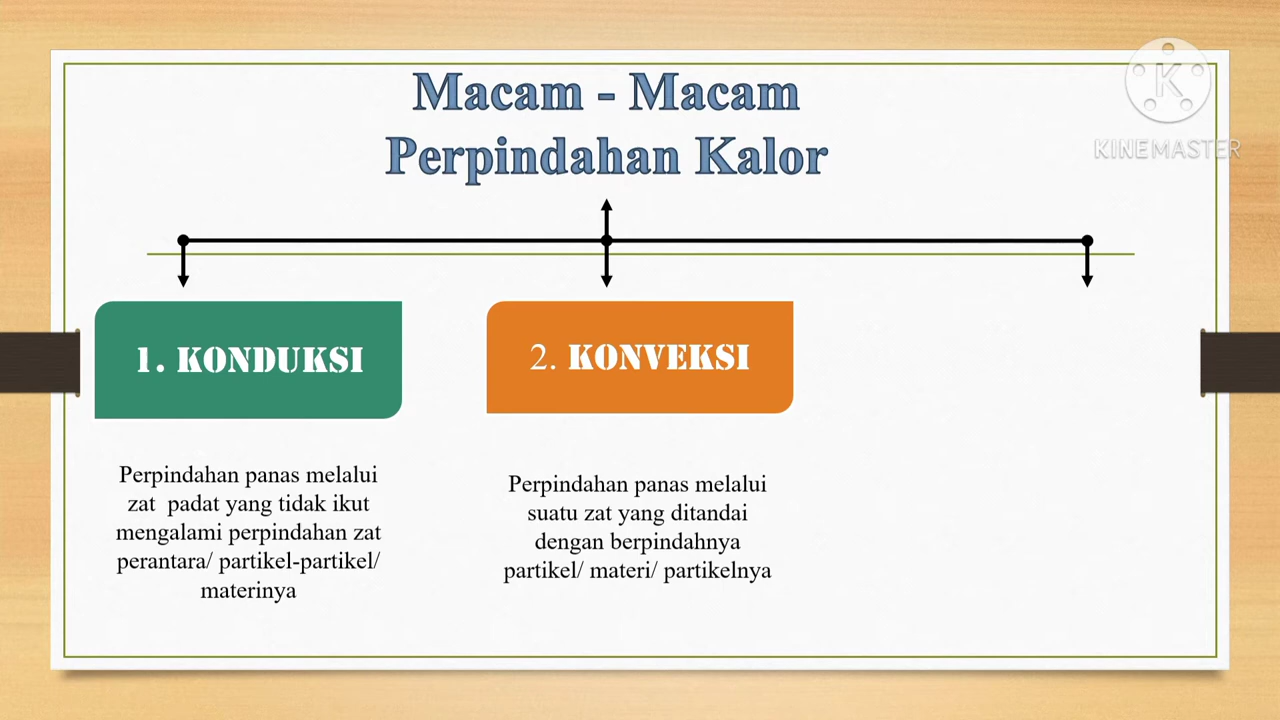 Macam - Macam
Perpindahan Kalor
KINEMASTER
1. KONDUKSI
2. KONVEKSI
Perpindahan panas melalui
zat  padat yang tidak ikut
mengalami perpindahan zat
perantara/ partikel-partikel/
materinya
Perpindahan panas melalui
suatu zat yang ditandai
dengan berpindahnya
partikel/ materi/ partikelnya